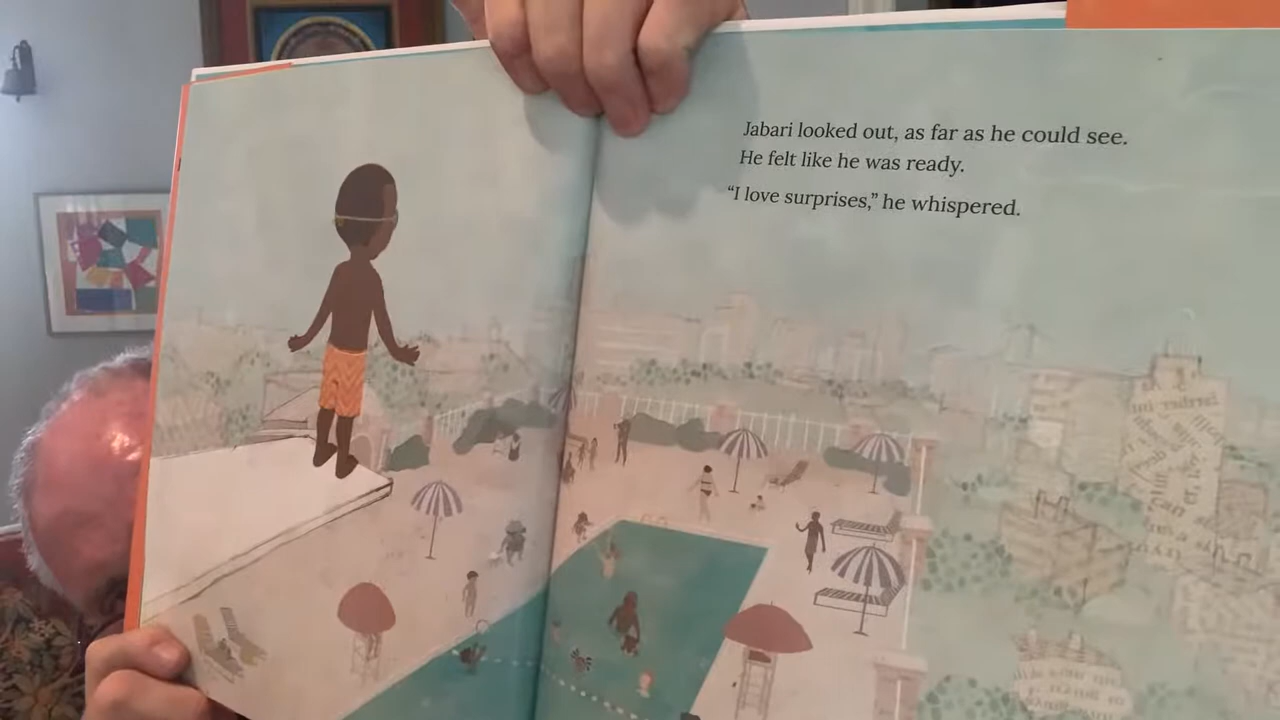 Jabari looked out, as far as he could see.
He felt like he was ready.
“I love surprises,” he whispered.